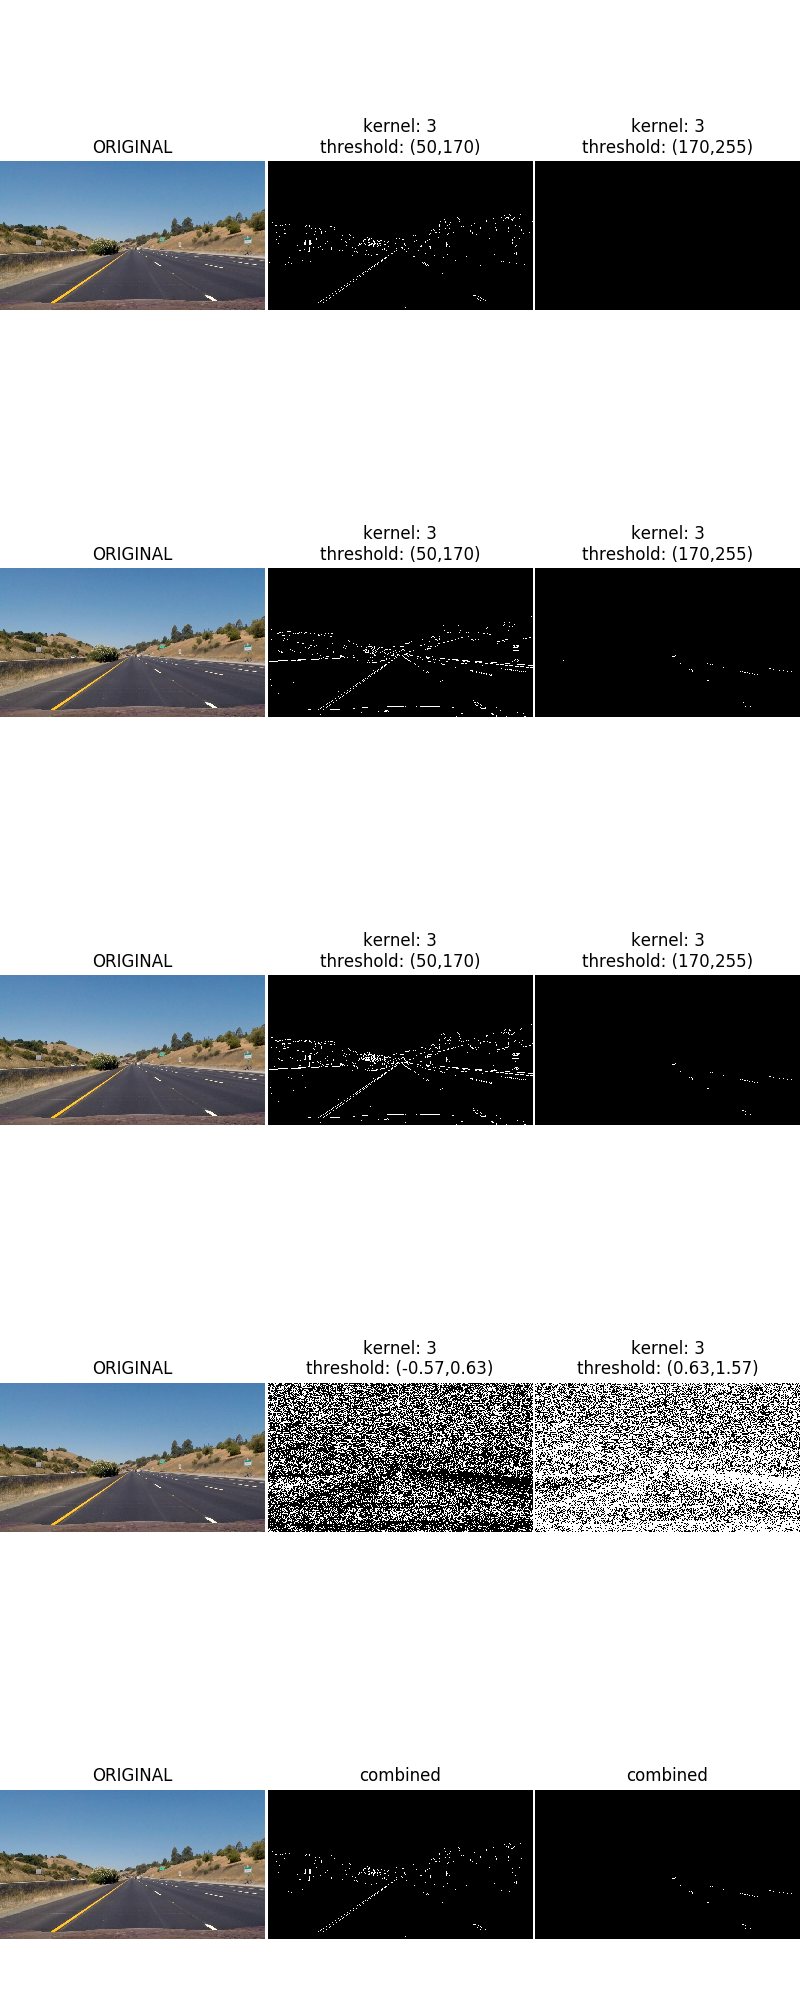 ORIGINAL
kernel: 3
threshold: (50,170)
kernel: 3
threshold: (170,255)
ORIGINAL
kernel: 3
threshold: (50,170)
kernel: 3
threshold: (170,255)
ORIGINAL
kernel: 3
threshold: (50,170)
kernel: 3
threshold: (170,255)
ORIGINAL
kernel: 3
threshold: (-0.57,0.63)
kernel: 3
threshold: (0.63,1.57)
ORIGINAL
combined
combined